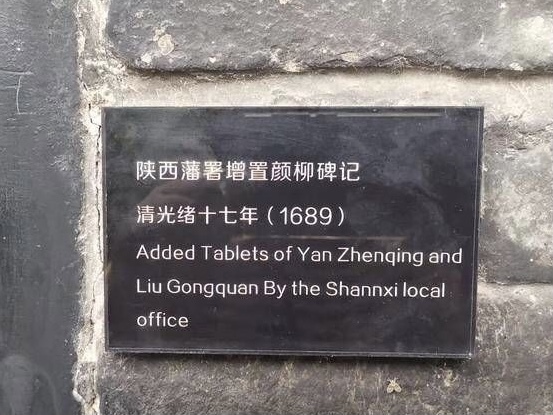 陕西藩署增置颜柳碑记
清光绪十七年（1689）
Added Tablets of Yan Zhenqing and
Liu Gongquan By the Shannxi local
office